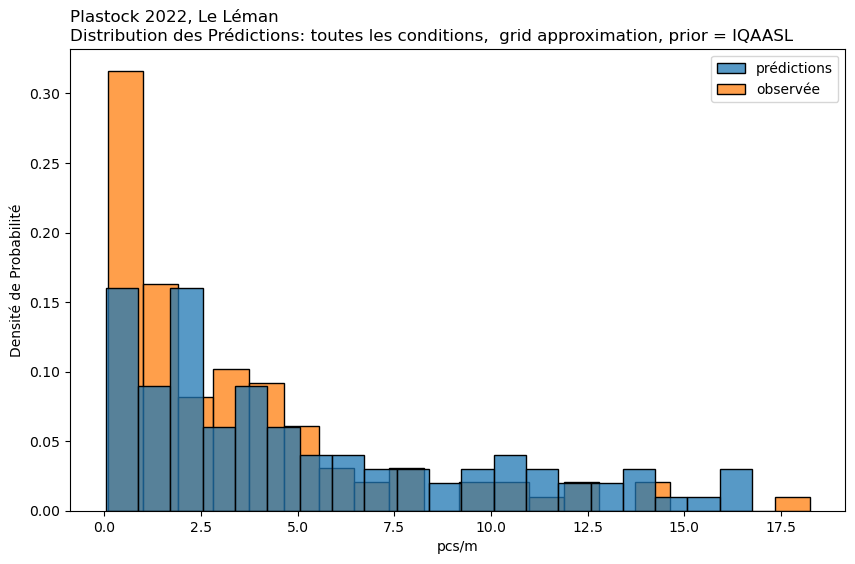 Plastock 2022, Le Léman
Distribution des Prédictions: toutes les conditions,  grid approximation, prior = IQAASL
prédictions
observée
Densité de Probabilité
0.30
0.25
0.20
0.15
0.10
0.05
0.00
0.0 2.5 5.0 7.5 10.0 12.5 15.0 17.5
pcs/m